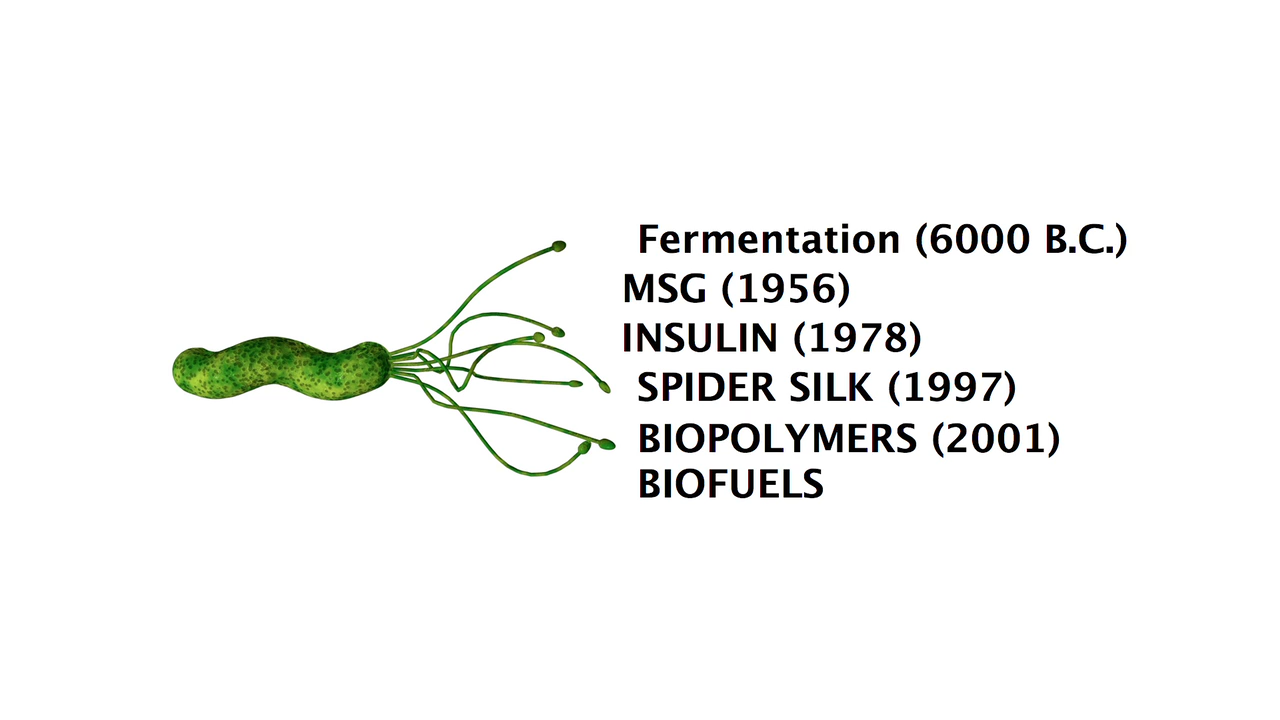 Fermentation (6000 B.C.)
MSG (1956)
INSULIN (1978)
SPIDER SILK (1997)
BIOPOLYMERS (2001)
BIOFUELS